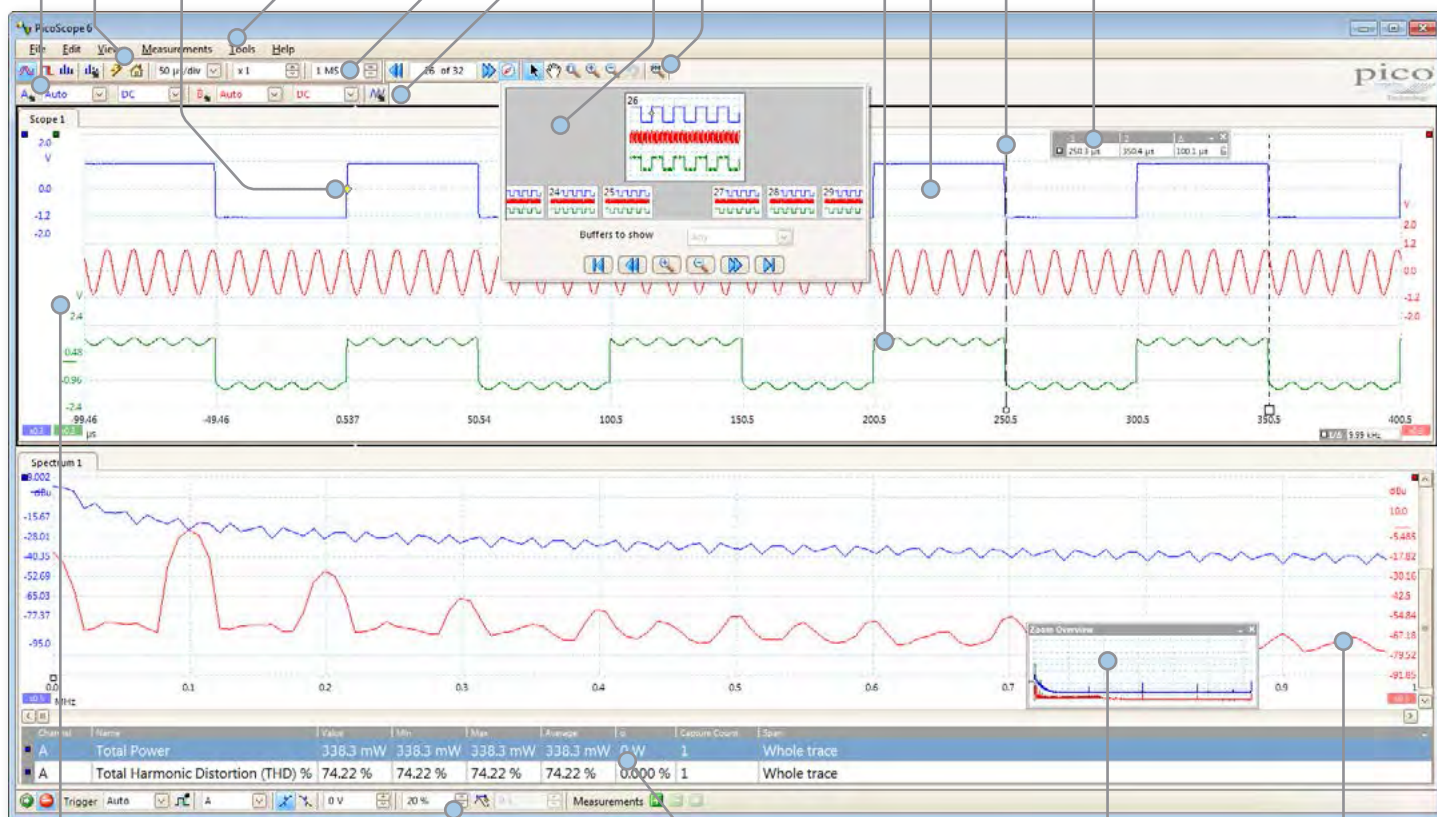 PicoScope 6
File Edit Views Measurements Tools Help
50 µs/div x 1 1 MS 26 of 32
pico
Technology
A Auto DC B Auto DC
Scope 1
26
24 25 27 28 29
Buffers to show Any
1 2 Δ
250.3 µs 350.4 µs 100.1 µs
2.0
V
0.0
-1.2
-2.0
V
2.4
0.48
-0.96
-2.4
V
2.0
1.2
0.0
-1.2
-2.0
-99.46 -49.46 0.537 50.54 100.5 150.5 200.5 250.5 300.5 350.5 400.5
µs
1/Δ 9.99 kHz
Spectrum 1
dBu
-15.67
-28.01
-40.35
-52.69
-65.03
-77.37
-95.0
dBu
10.0
-5.485
-17.82
-30.16
-42.5
-54.84
-67.18
-79.52
-91.85
Zoom Overview
0.0 0.1 0.2 0.3 0.4 0.5 0.6 0.7 0.9 1
MHz
Channel Name Value Min Max Average σ Capture Count Span
A Total Power 338.3 mW 338.3 mW 338.3 mW 338.3 mW 0 W 1 Whole trace
A Total Harmonic Distortion (THD) % 74.22 % 74.22 % 74.22 % 74.22 % 0.000 % 1 Whole trace
Trigger Auto A 0 V 20 % Measurements